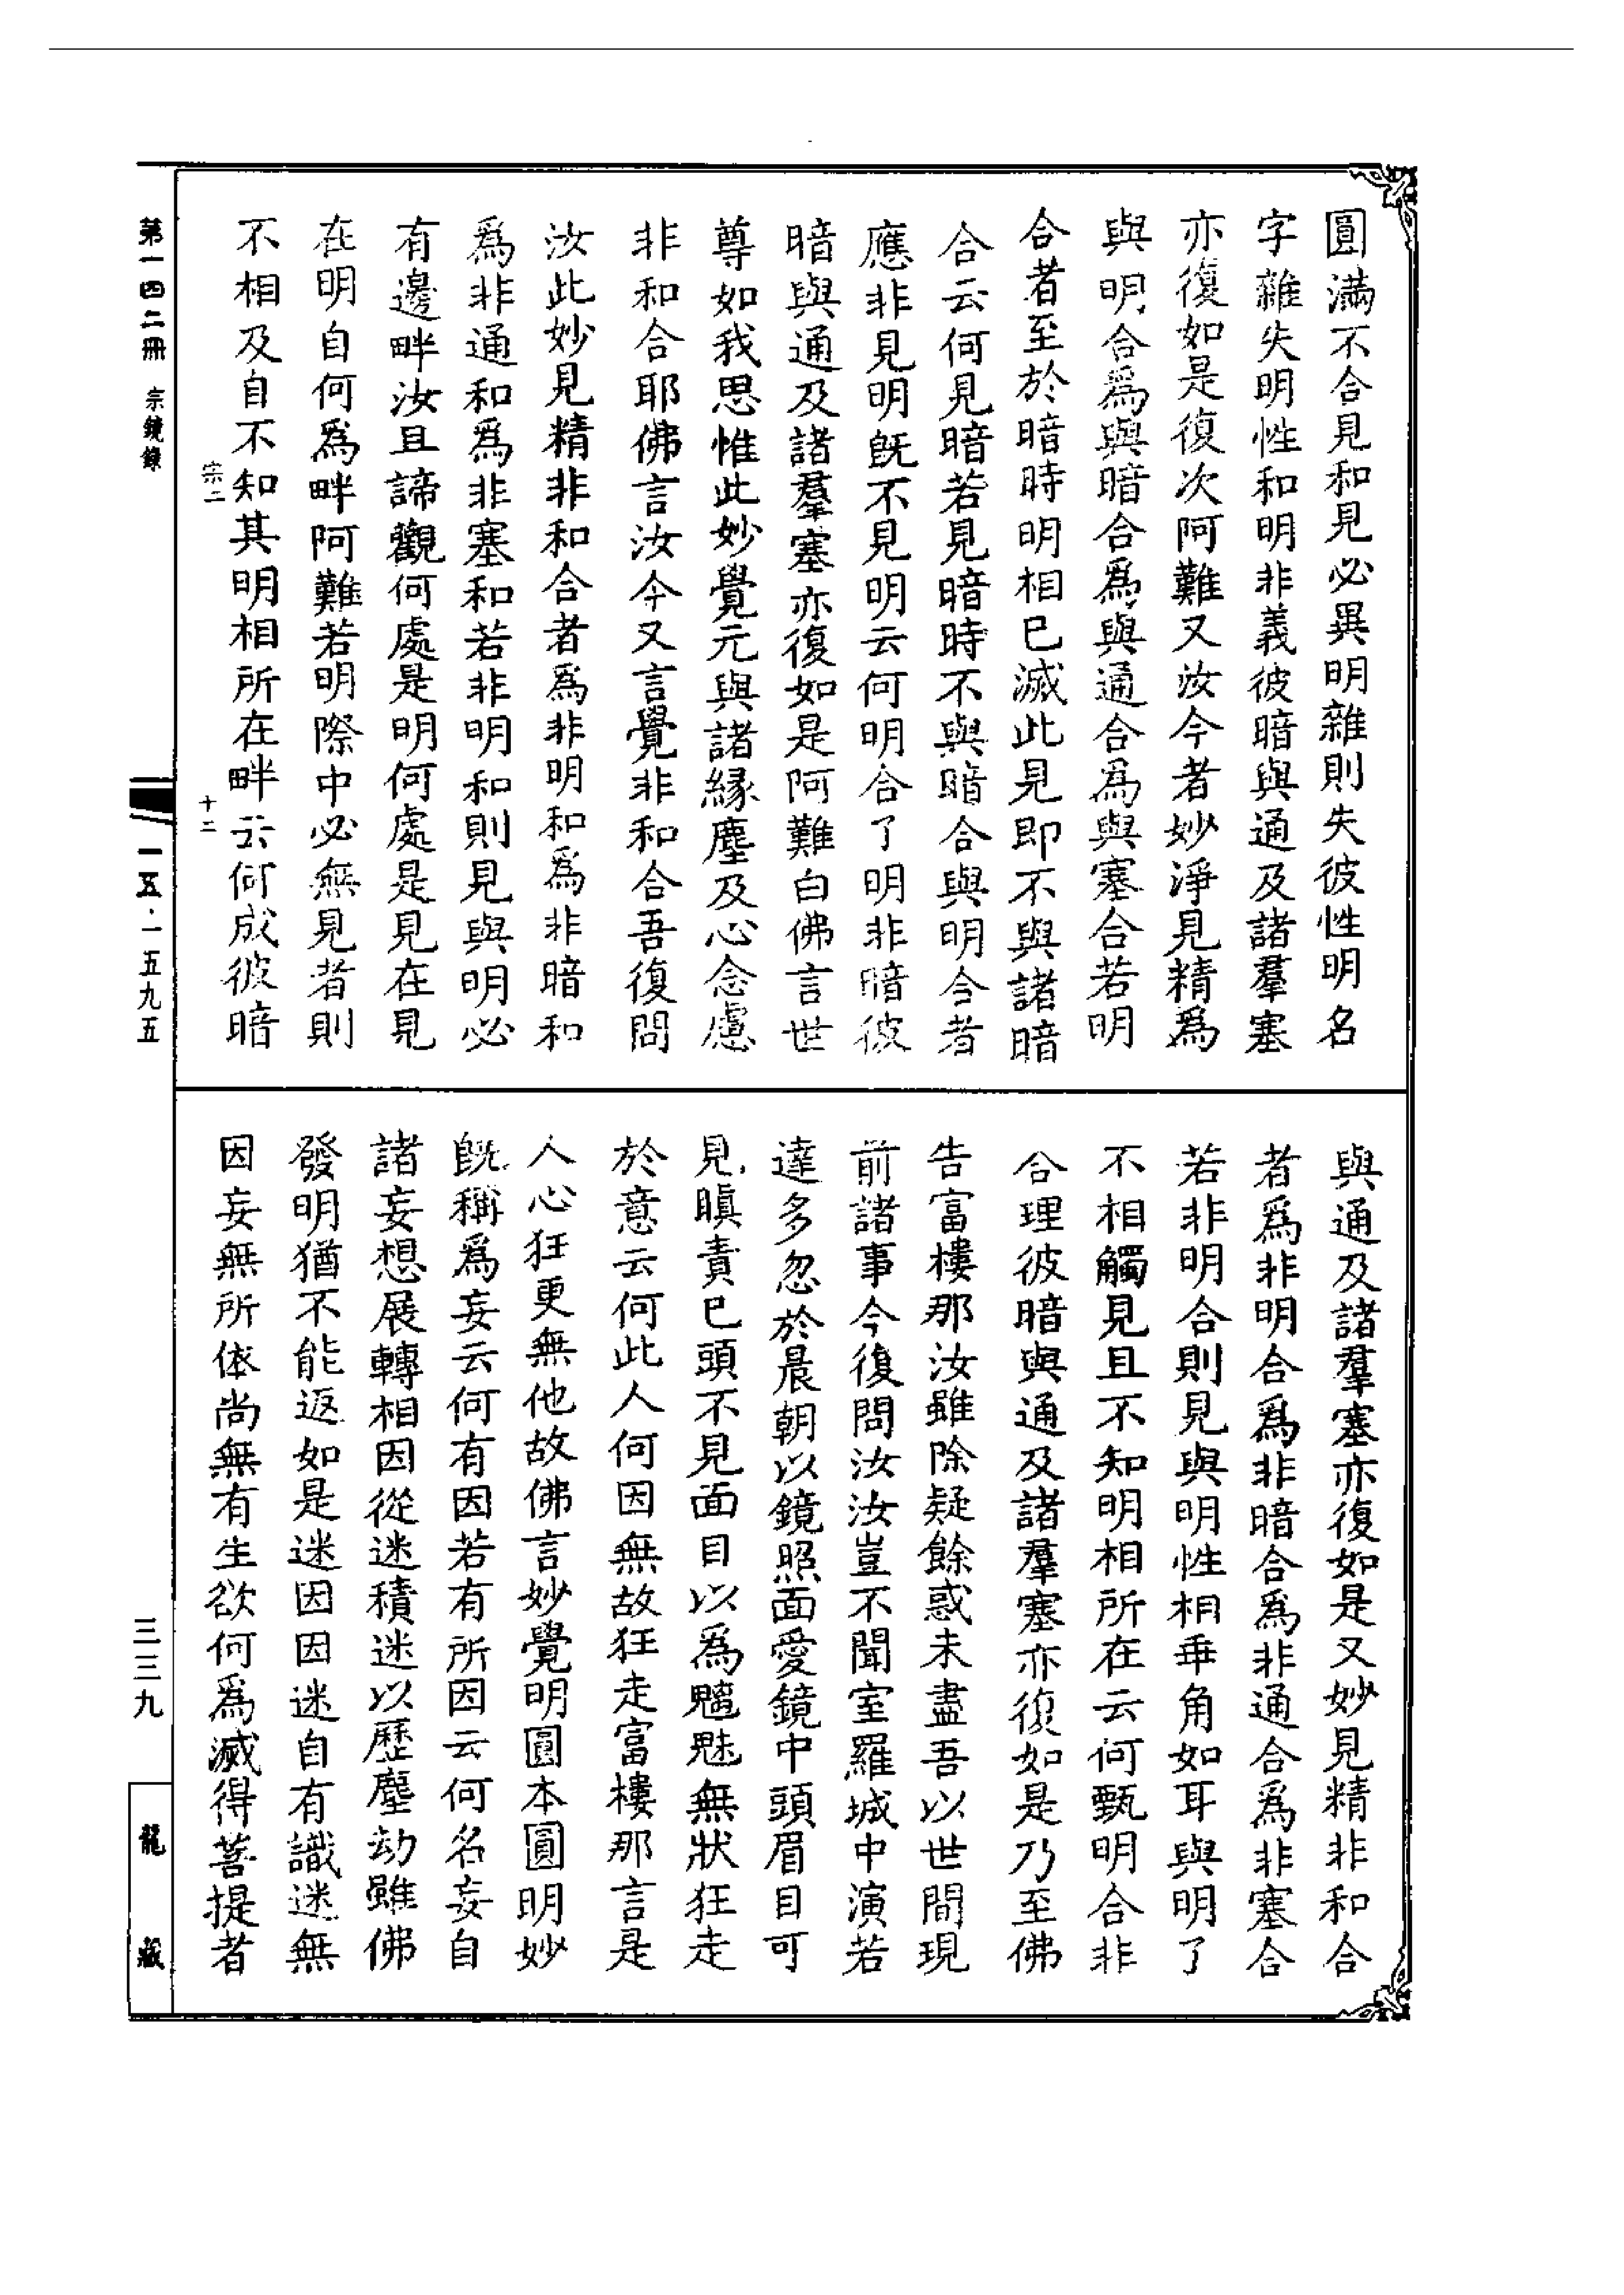 圓滿不合見和見必異明雜則失彼性明名
字雜失明性和明非義彼暗與通及諸羣塞
亦復如是復次阿難又汝今者妙淨見精爲
與明合爲與暗合爲與通合爲與塞合若明
合者至於暗時明相已滅此見即不與諸暗
合云何見暗若見暗時不與暗合與明合者
應非見明旣不見明云何明合了明非暗彼
暗與通及諸羣塞亦復如是阿難白佛言世
尊如我思惟此妙覺元與諸緣塵及心念慮
非和合耶佛言汝今又言覺非和合吾復問
汝此妙見精非和合者爲非明和爲非暗和
爲非通和爲非塞和若非明和則見與明必
有邊畔汝且諦觀何處是明何處是見在見
在明自何爲畔阿難若明際中必無見者則
不相及自不知其明相所在畔云何成彼暗
宗二
十二
與通及諸羣塞亦復如是又妙見精非和合
者爲非明合爲非暗合爲非通合爲非塞合
若非明合則見與明性相乖角如耳與明了
不相觸見且不知明相所在云何甄明合非
合理彼暗與通及諸羣塞亦復如是乃至佛
告富樓那汝雖除疑餘惑未盡吾以世間現
前諸事今復問汝汝豈不聞室羅城中演若
達多忽於晨朝以鏡照面愛鏡中頭眉目可
見瞋責已頭不見面目以爲魑魅無狀狂走
於意云何此人何因無故狂走富樓那言是
人心狂更無他故佛言妙覺明圓本圓明妙
旣稱爲妄云何有因若有所因云何名妄自
諸妄想展轉相因從迷積迷以歷塵劫雖佛
發明猶不能返如是迷因因迷自有識迷無
因妄無所依尚無有生欲何爲滅得菩提者
第一四二冊 宗鏡錄
一五·一五九五
三三九
龍藏